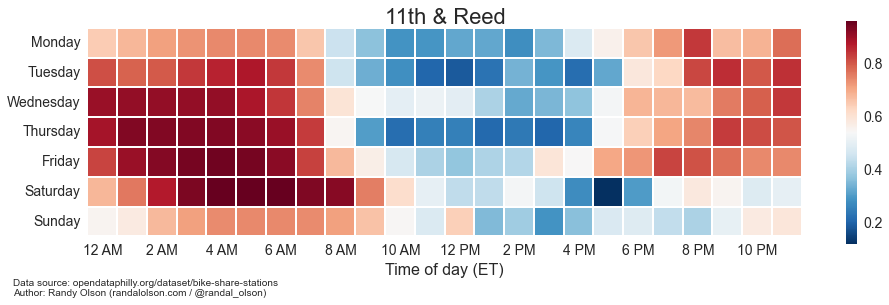 11th & Reed
Monday
Tuesday
Wednesday
Thursday
Friday
Saturday
Sunday
0.8
0.6
0.4
0.2
12 AM 2 AM 4 AM 6 AM 8 AM 10 AM 12 PM 2 PM 4 PM 6 PM 8 PM 10 PM
Time of day (ET)
Data source: opendataphilly.org/dataset/bike-share-stations
Author: Randy Olson (randalolson.com / @randal_olson)